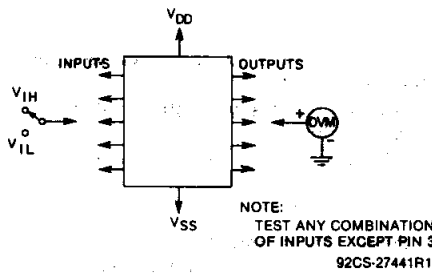 VDD
INPUTS
OUTPUTS
VIH
VIL
+
DVM
-
VSS
NOTE:
TEST ANY COMBINATION
OF INPUTS EXCEPT PIN 3
92CS-27441R1